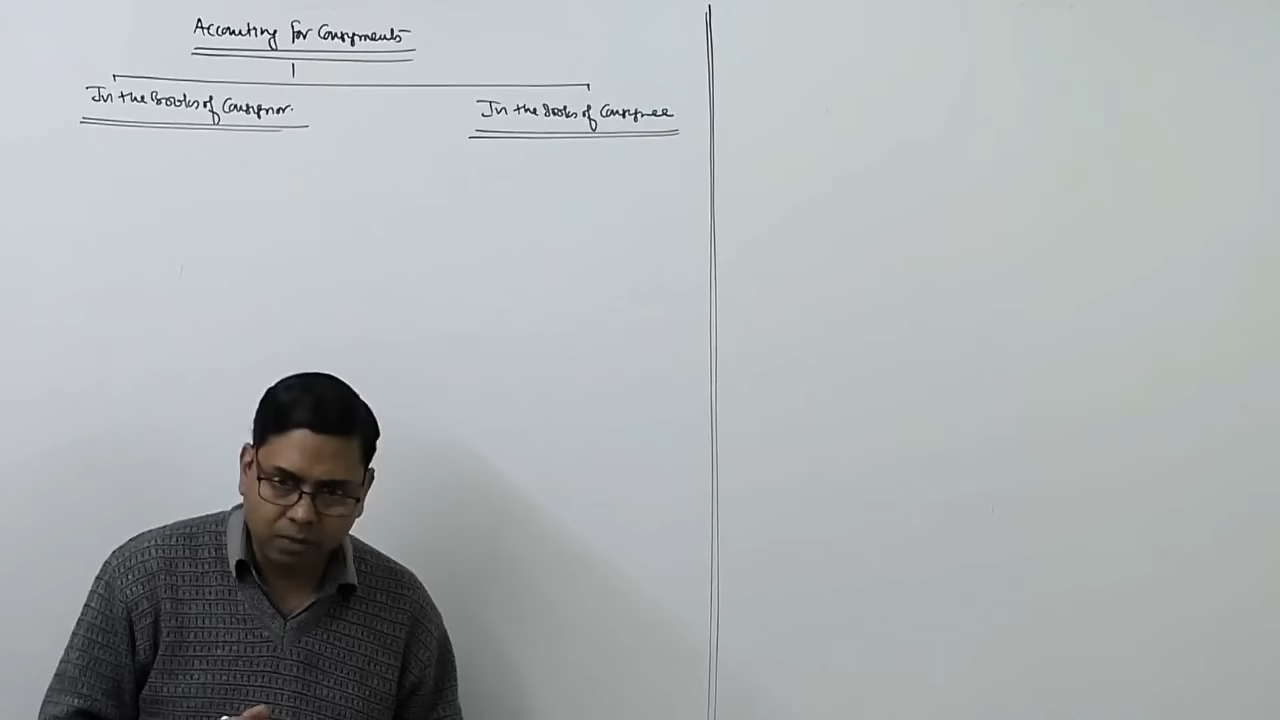 Accounting for Consignments
In the Books of Consignor.
In the Books of Consignee